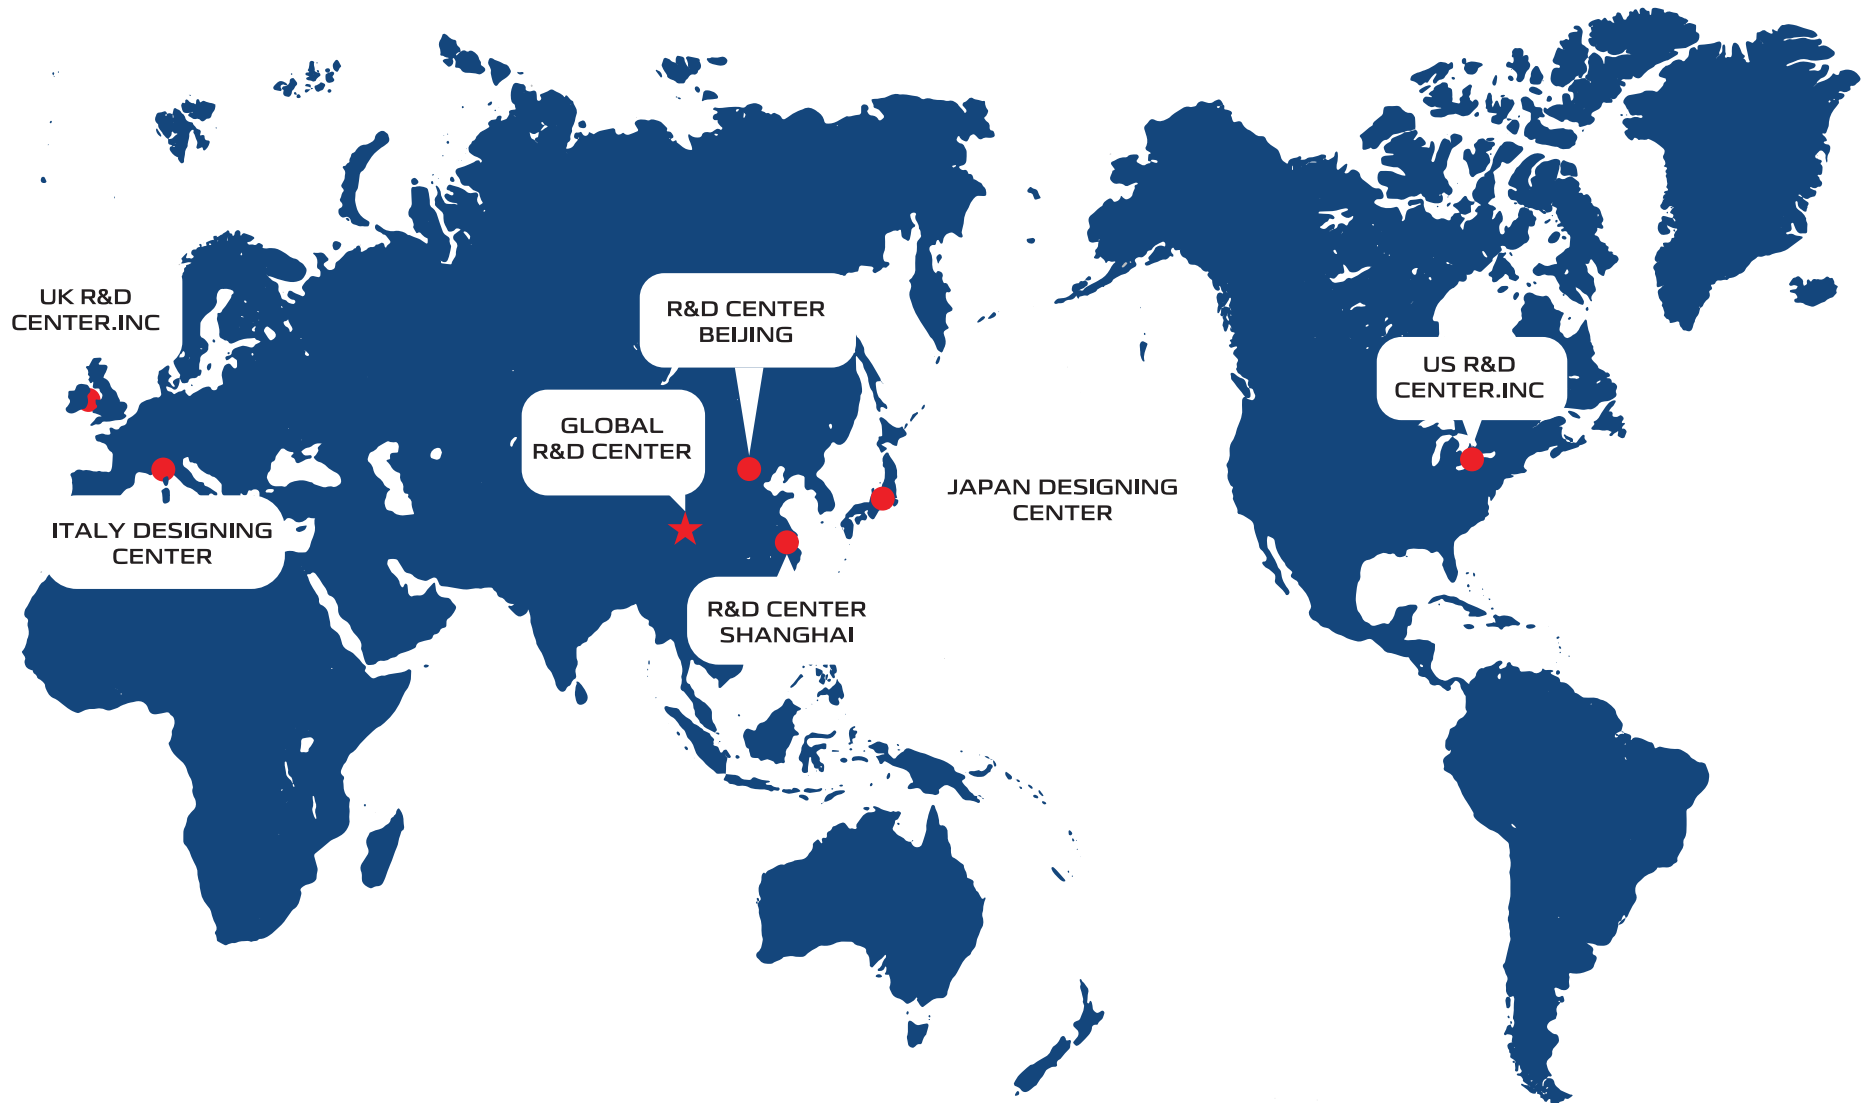 UK R&D
CENTER.INC
R&D CENTER
BEIJING
US R&D
CENTER.INC
GLOBAL
R&D CENTER
JAPAN DESIGNING
CENTER
ITALY DESIGNING
CENTER
R&D CENTER
SHANGHAI